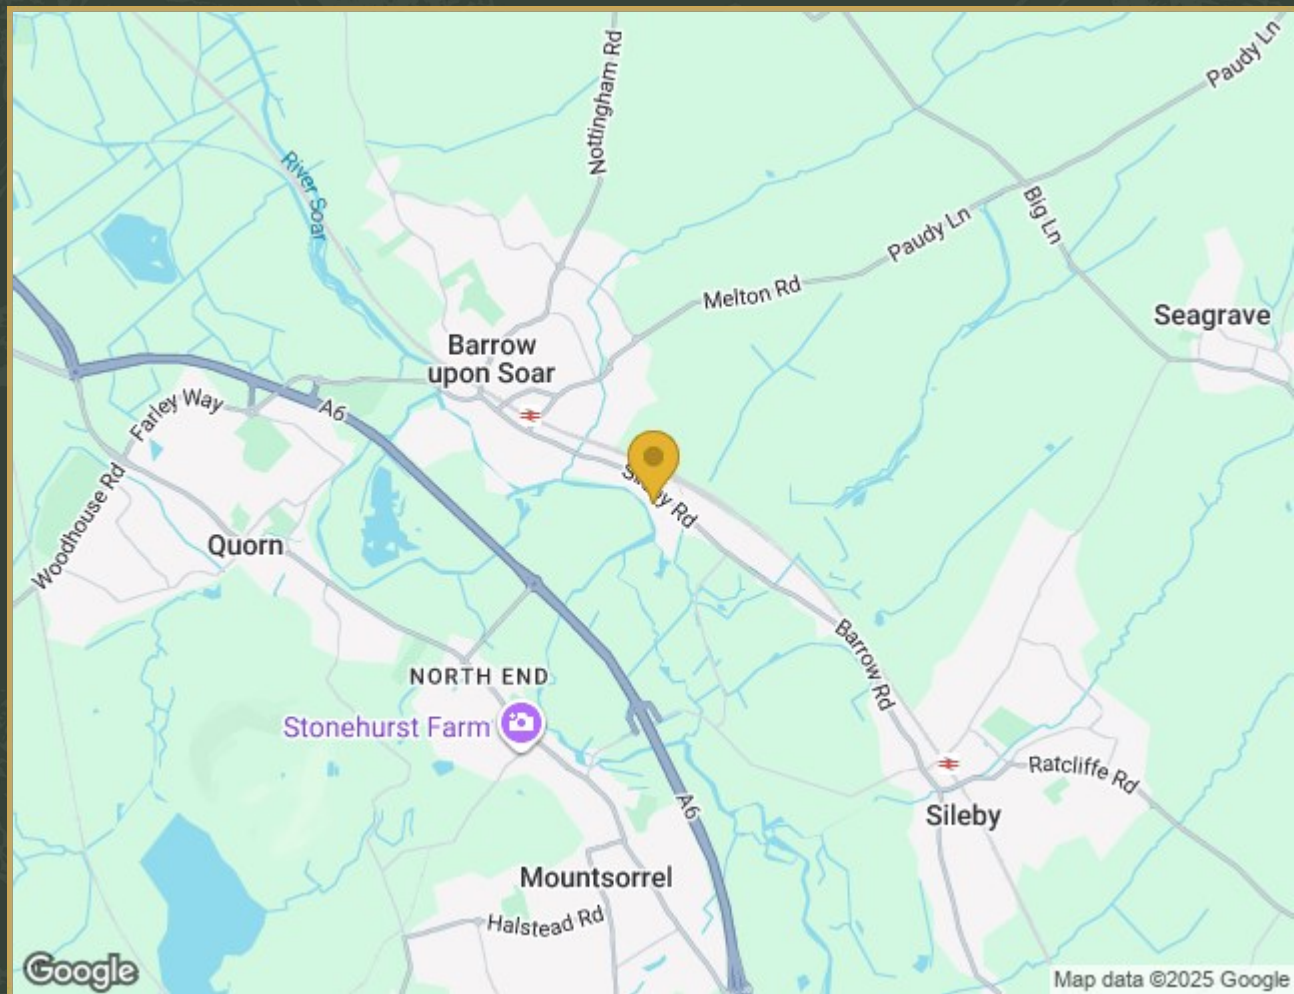 Paudy Ln
Nottingham Rd
River Soar
Big Ln
Paudy Ln
Melton Rd
Seagrave
Barrow
upon Soar
Farley Way
A6
Sileby Rd
Woodhouse Rd
Quorn
Barrow Rd
NORTH END
Stonehurst Farm
Ratcliffe Rd
A6
Sileby
Mountsorrel
Halstead Rd
Google
Map data ©2025 Google